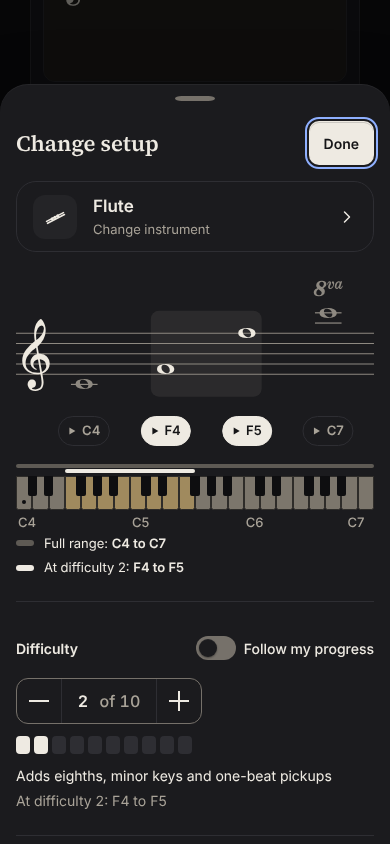 Change setup
Done
Flute
Change instrument
8va
C4
F4
F5
C7
C4
C5
C6
C7
Full range: C4 to C7
At difficulty 2: F4 to F5
Difficulty
Follow my progress
2 of 10
Adds eighths, minor keys and one-beat pickups
At difficulty 2: F4 to F5